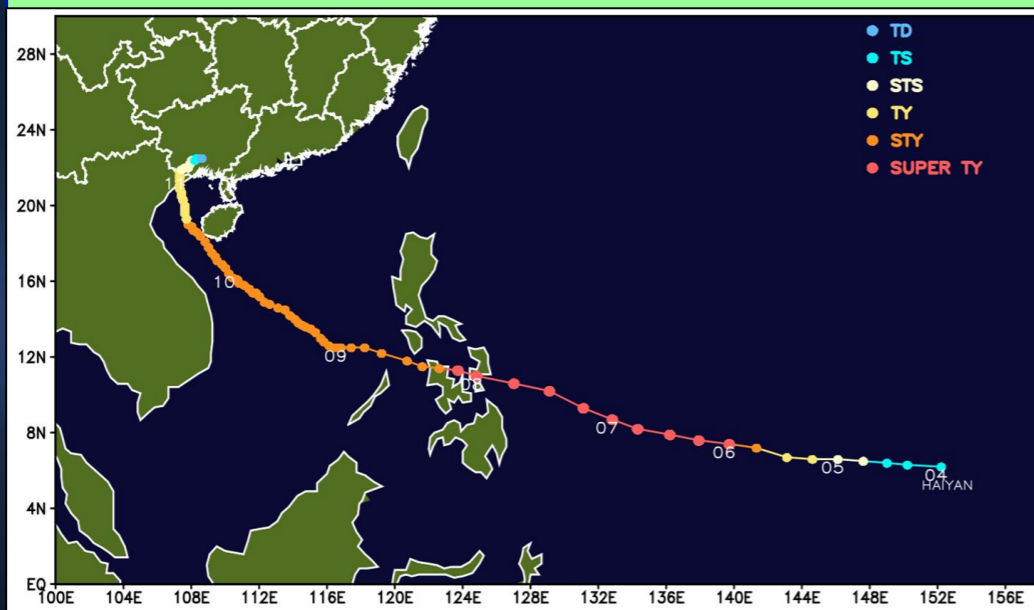 28N
24N
20N
16N
12N
8N
4N
EQ
TD
TS
STS
TY
STY
SUPER TY
10
09
08
07
06
05
04
HAIYAN
100E 104E 108E 112E 116E 120E 124E 128E 132E 136E 140E 144E 148E 152E 156E